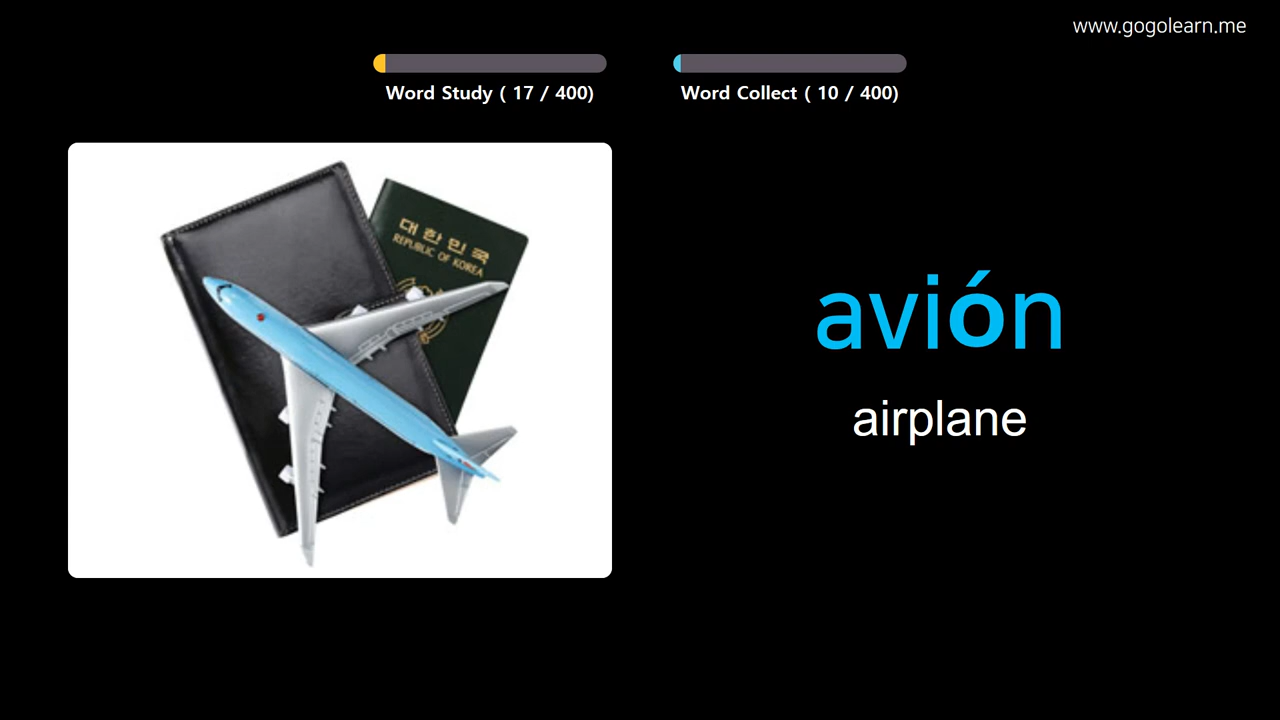 www.gogolearn.me
Word Study ( 17 / 400)
Word Collect ( 10 / 400)
대한민국
REPUBLIC OF KOREA
avión
airplane